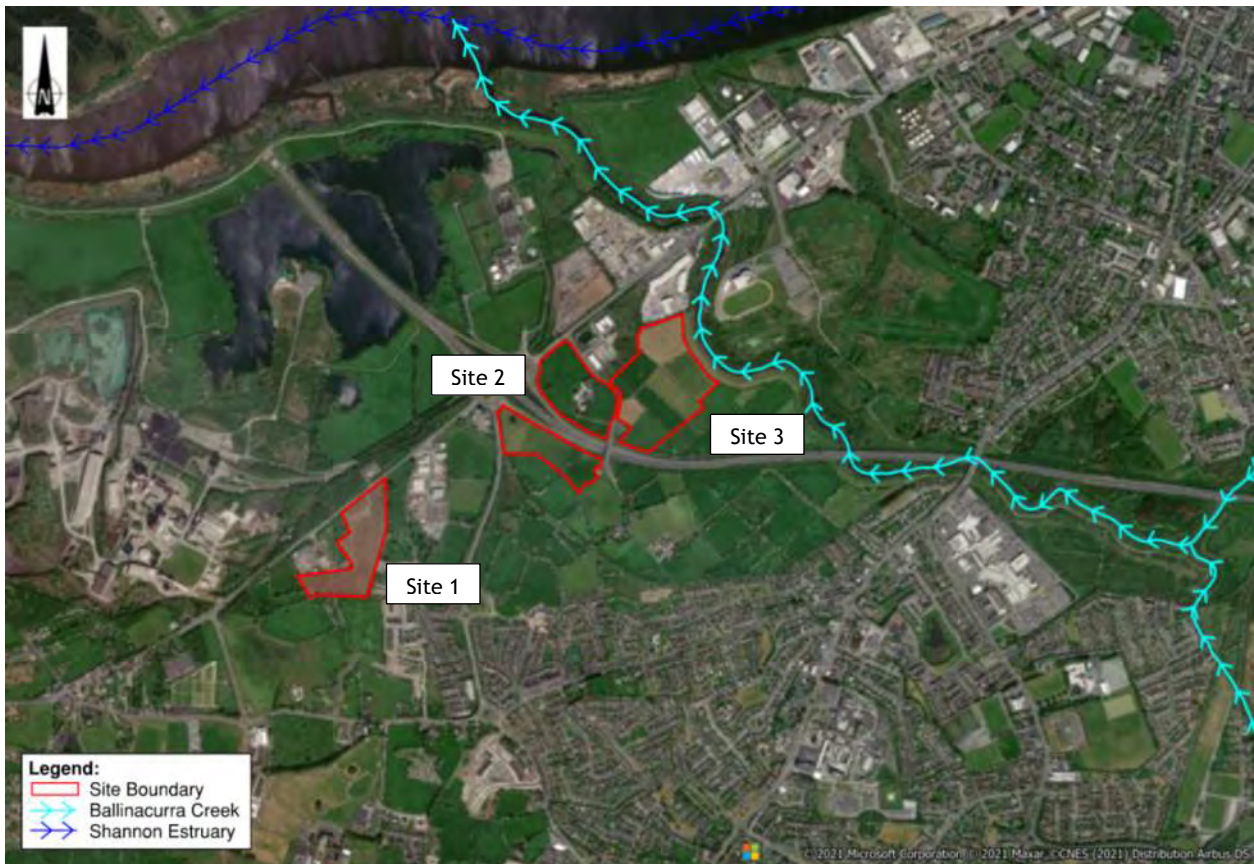 N
Site 2
Site 3
Site 1
Legend:
Site Boundary
Ballinacurra Creek
Shannon Estruary
© 2021 Microsoft Corporation © 2021 Maxar ©CNES (2021) Distribution Airbus DS